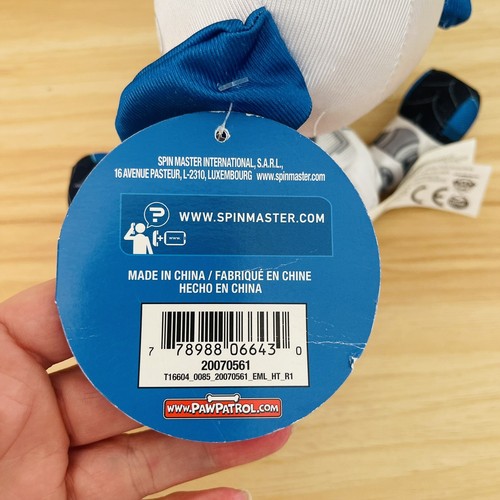 SPIN MASTER INTERNATIONAL, S.A.R.L.,
16 AVENUE PASTEUR, L-2310, LUXEMBOURG www.spinmaster.com
?
WWW.SPINMASTER.COM
MADE IN CHINA / FABRIQUÉ EN CHINE
HECHO EN CHINA
7 78988 06643 0
20070561
T16604_0085_20070561_EML_HT_R1
WWW.PAWPATROL.COM
CE